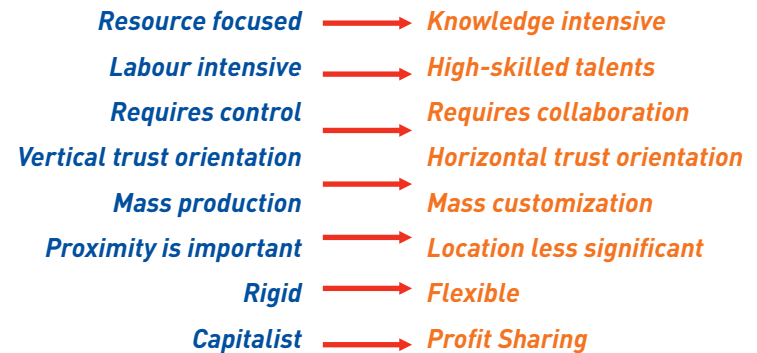 Resource focused Knowledge intensive
Labour intensive High-skilled talents
Requires control Requires collaboration
Vertical trust orientation Horizontal trust orientation
Mass production Mass customization
Proximity is important Location less significant
Rigid Flexible
Capitalist Profit Sharing